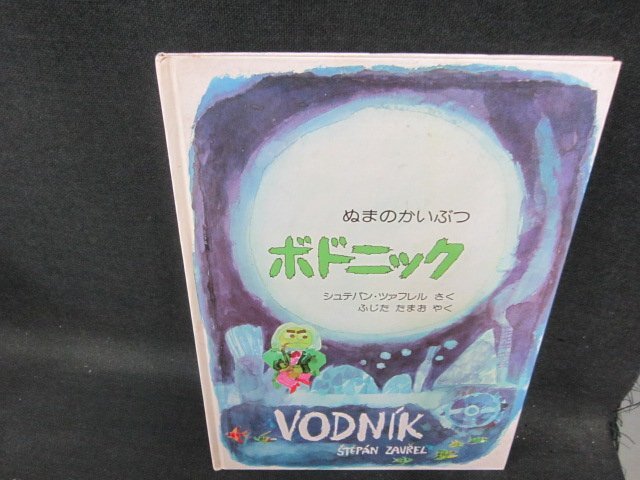 ぬまのかいぶつ
ボドニック
シュテパン・ツァフレル さく
ふじた たまお やく
VODNÍK
ŠTĚPÁN ZAVŘEL